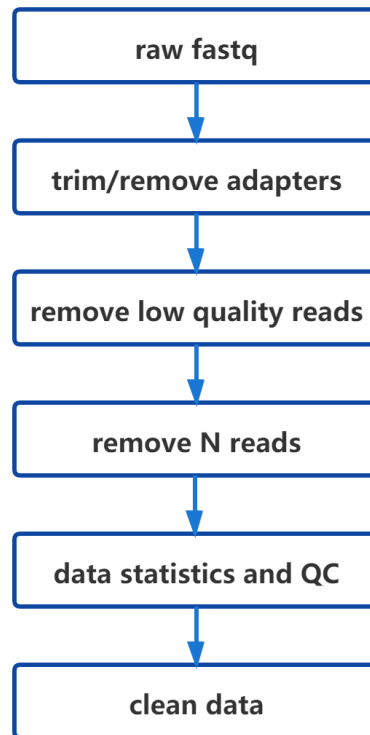 raw fastq
trim/remove adapters
remove low quality reads
remove N reads
data statistics and QC
clean data